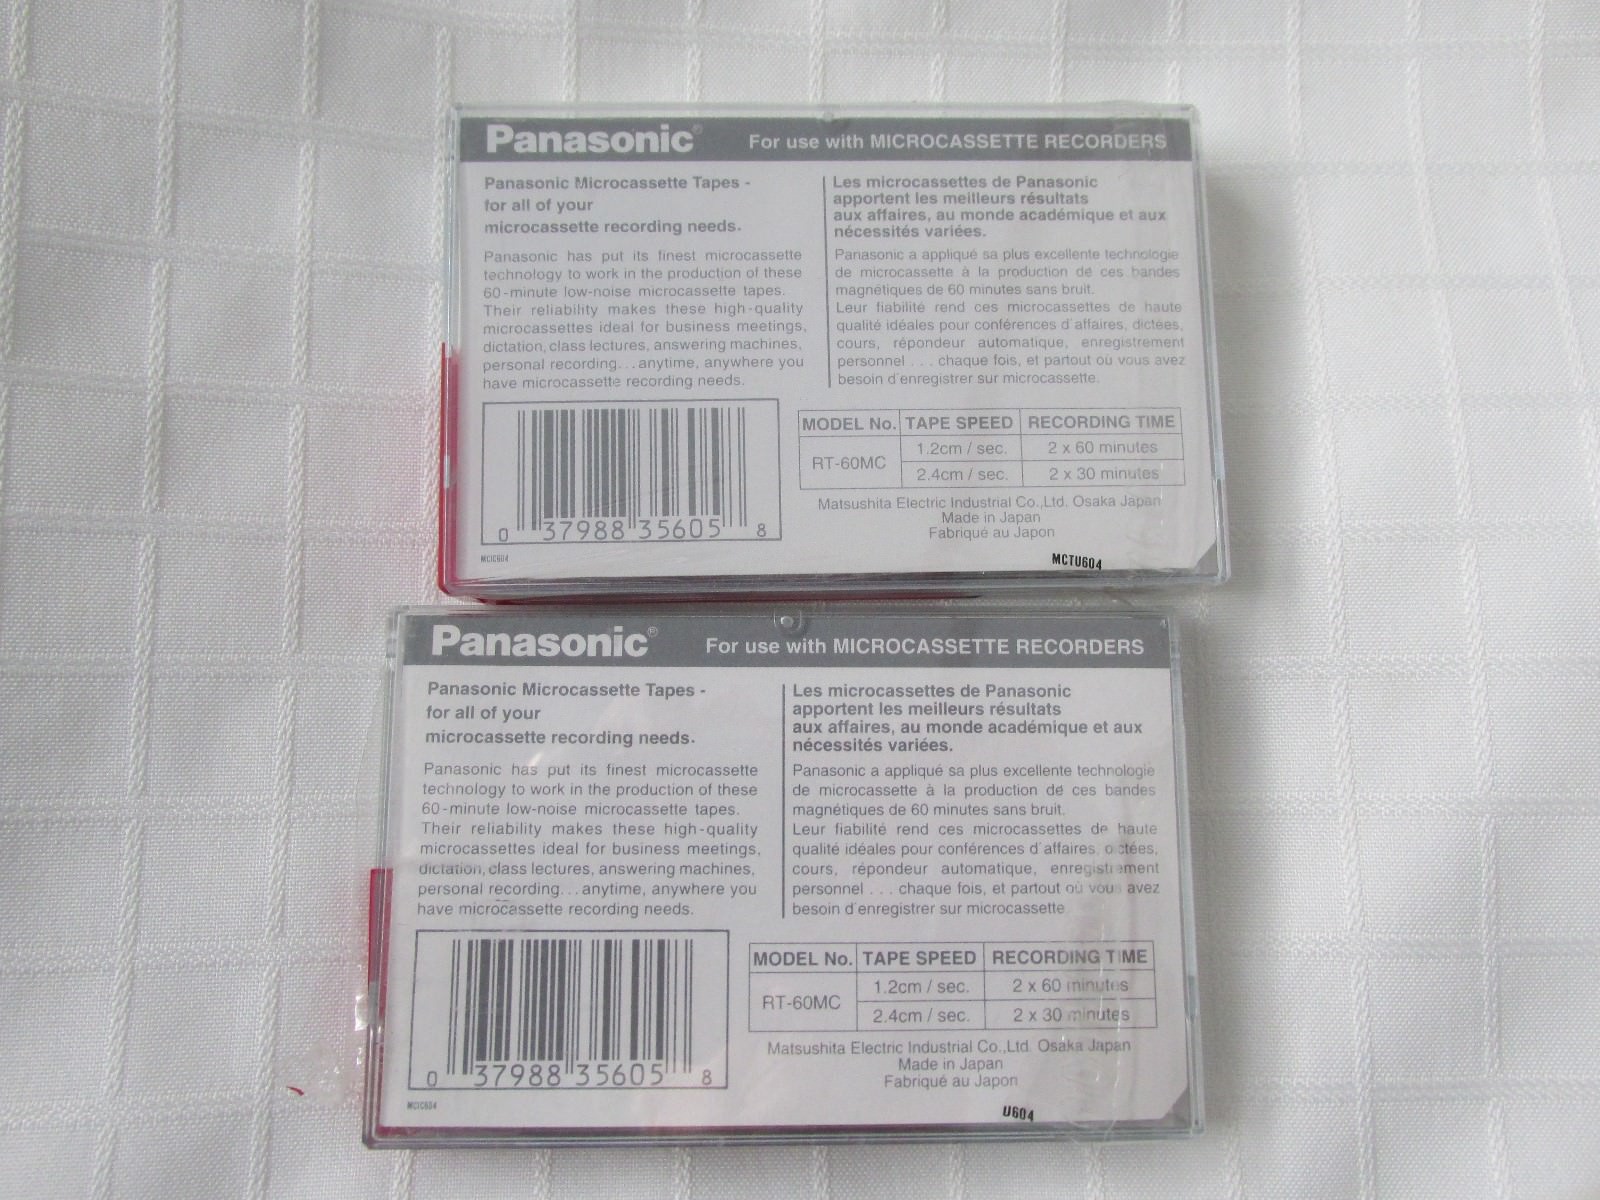 Panasonic®
For use with MICROCASSETTE RECORDERS
Panasonic Microcassette Tapes -
for all of your
microcassette recording needs.
Panasonic has put its finest microcassette
technology to work in the production of these
60-minute low-noise microcassette tapes.
Their reliability makes these high-quality
microcassettes ideal for business meetings,
dictation, class lectures, answering machines,
personal recording...anytime, anywhere you
have microcassette recording needs.
Les microcassettes de Panasonic
apportent les meilleurs résultats
aux affaires, au monde académique et aux
nécessités variées.
Panasonic a appliqué sa plus excellente technologie
de microcassette à la production de ces bandes
magnétiques de 60 minutes sans bruit.
Leur fiabilité rend ces microcassettes de haute
qualité idéales pour conférences d'affaires, dictées,
cours, répondeur automatique, enregistrement
personnel . . . chaque fois, et partout où vous avez
besoin d'enregistrer sur microcassette.
0 37988 35605 8
MCIC604
MODEL No. TAPE SPEED RECORDING TIME
RT-60MC
1.2cm / sec. 2 x 60 minutes
2.4cm / sec. 2 x 30 minutes
Matsushita Electric Industrial Co.,Ltd. Osaka Japan
Made in Japan
Fabriqué au Japon
MCTU604
Panasonic®
For use with MICROCASSETTE RECORDERS
Panasonic Microcassette Tapes -
for all of your
microcassette recording needs.
Panasonic has put its finest microcassette
technology to work in the production of these
60-minute low-noise microcassette tapes.
Their reliability makes these high-quality
microcassettes ideal for business meetings,
dictation, class lectures, answering machines,
personal recording...anytime, anywhere you
have microcassette recording needs.
Les microcassettes de Panasonic
apportent les meilleurs résultats
aux affaires, au monde académique et aux
nécessités variées.
Panasonic a appliqué sa plus excellente technologie
de microcassette à la production de ces bandes
magnétiques de 60 minutes sans bruit.
Leur fiabilité rend ces microcassettes de haute
qualité idéales pour conférences d'affaires, dictées,
cours, répondeur automatique, enregistrement
personnel . . . chaque fois, et partout où vous avez
besoin d'enregistrer sur microcassette
0 37988 35605 8
MCIC604
MODEL No. TAPE SPEED RECORDING TIME
RT-60MC
1.2cm / sec. 2 x 60 minutes
2.4cm / sec. 2 x 30 minutes
Matsushita Electric Industrial Co.,Ltd. Osaka Japan
Made in Japan
Fabriqué au Japon
U604